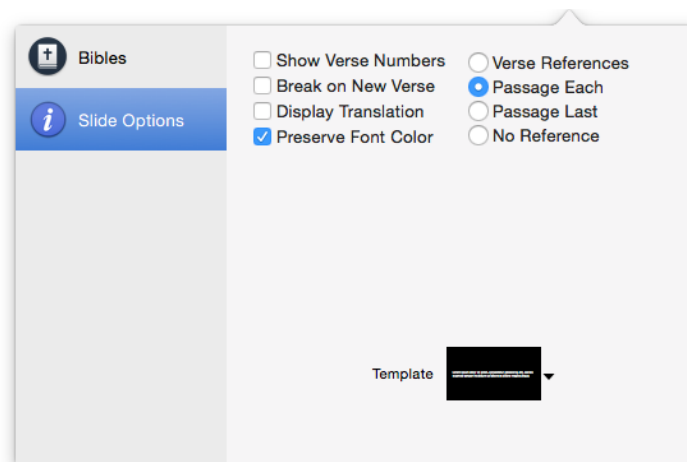 Bibles
Slide Options
Show Verse Numbers
Break on New Verse
Display Translation
Preserve Font Color
Verse References
Passage Each
Passage Last
No Reference
Template